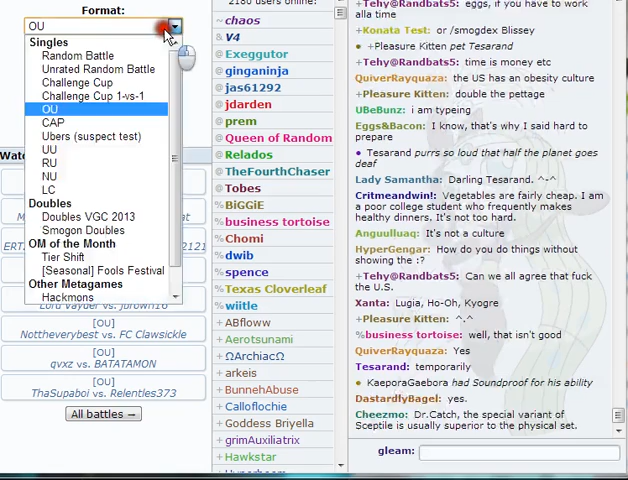 Format:
OU
Singles
Random Battle
Unrated Random Battle
Challenge Cup
Challenge Cup 1-vs-1
OU
CAP
Ubers (suspect test)
UU
RU
NU
LC
Doubles
Doubles VGC 2013
Smogon Doubles
OM of the Month
Tier Shift
[Seasonal] Fools Festival
Other Metagames
Hackmons
[OU]
Nottheverybest vs. FC Clawsickle
[OU]
qvxz vs. BATATAMON
[OU]
ThaSupaboi vs. Relentles373
All battles →
2180 users online
~ chaos
& V4
@ Exeggutor
@ ginganinja
@ jas61292
@ jdarden
@ prem
@ Queen of Random
@ Relados
@ TheFourthChaser
@ Tobes
% BiGGiE
% business tortoise
% Chomi
% dwib
% spence
% Texas Cloverleaf
% wiitle
+ ABfloww
+ Aerotsunami
+ ΩArchiacΩ
+ arkeis
+ BunnehAbuse
+ Calloflochie
+ Goddess Briyella
+ grimAuxiliatrix
+ Hawkstar
+Tehy@Randbats5: eggs, if you have to work
alla time
+Konata Test: or /smogdex Blissey
• +Pleasure Kitten pet Tesarand
+Tehy@Randbats5: time is money etc
QuiverRayquaza: the US has an obesity culture
+Pleasure Kitten: double the pettage
UBeBunz: i am typing
Eggs&Bacon: I know, that's why I said hard to
prepare
• Tesarand purrs so loud that half the planet goes
deaf
Lady Samantha: Darling Tesarand. ^-^
Critmeandwin!: Vegetables are fairly cheap. I am
a poor college student who frequently makes
healthy dinners. It's not too hard.
Anguulluaq: It's not a culture
HyperGengar: How do you do things without
showing the :?
+Tehy@Randbats5: Can we all agree that fuck
the U.S.
Xanta: Lugia, Ho-Oh, Kyogre
+Pleasure Kitten: ^.^
%business tortoise: well, that isn't good
QuiverRayquaza: Yes
Tesarand: temporarily
• KaeporaGaebora had Soundproof for his ability
DastardlyBagel: yes.
Cheezmo: Dr.Catch, the special variant of
Sceptile is usually superior to the physical set.
gleam: